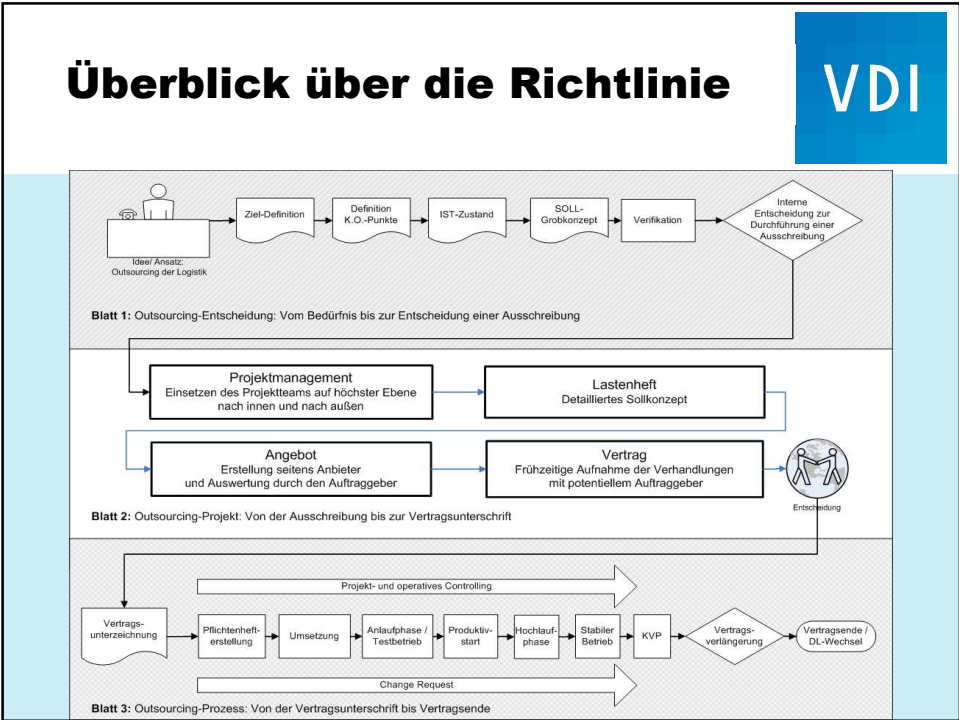 Überblick über die Richtlinie
VDI
Idee/ Ansatz:
Outsourcing der Logistik
Ziel-Definition
Definition
K.O.-Punkte
IST-Zustand
SOLL-
Grobkonzept
Verifikation
Interne
Entscheidung zur
Durchführung einer
Ausschreibung
Blatt 1: Outsourcing-Entscheidung: Vom Bedürfnis bis zur Entscheidung einer Ausschreibung
Projektmanagement
Einsetzen des Projektteams auf höchster Ebene
nach innen und nach außen
Lastenheft
Detailliertes Sollkonzept
Angebot
Erstellung seitens Anbieter
und Auswertung durch den Auftraggeber
Vertrag
Frühzeitige Aufnahme der Verhandlungen
mit potentiellem Auftraggeber
Entscheidung
Blatt 2: Outsourcing-Projekt: Von der Ausschreibung bis zur Vertragsunterschrift
Projekt- und operatives Controlling
Vertrags-
unterzeichnung
Pflichtenheft-
erstellung
Umsetzung
Anlaufphase /
Testbetrieb
Produktiv-
start
Hochlauf-
phase
Stabiler
Betrieb
KVP
Vertrags-
verlängerung
Vertragsende /
DL-Wechsel
Change Request
Blatt 3: Outsourcing-Prozess: Von der Vertragsunterschrift bis Vertragsende